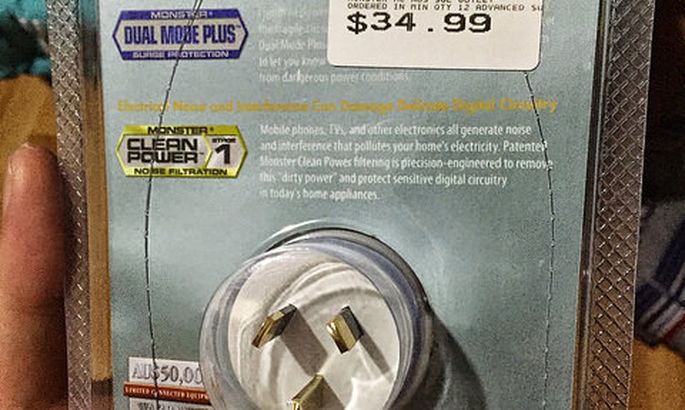 ORDERED IN MIN QTY 12 ADVANCED SU
$34.99
MONSTER®
DUAL MODE PLUS™
SURGE PROTECTION
Dual Mode
to let you know
from dangerous power conditions.
Electrical Noise and Interference Can Damage Delicate Digital Circuitry
MONSTER®
CLEAN POWER® STAGE 1
NOISE FILTRATION
Mobile phones, TVs, and other electronics all generate noise
and interference that pollutes your home's electricity. Patented
Monster Clean Power filtering is precision-engineered to remove
this "dirty power" and protect sensitive digital circuitry
in today's home appliances.
AU$50,00
LIMITED CONNECTED EQUIPM